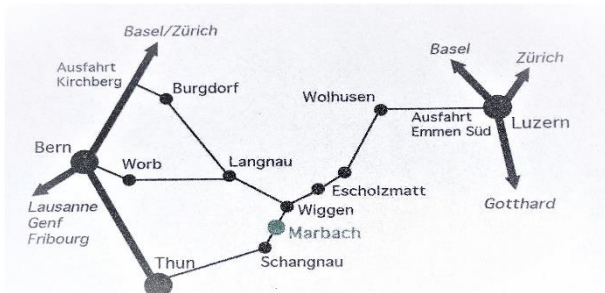 Basel/Zürich
Ausfahrt
Kirchberg
Burgdorf
Bern
Worb
Langnau
Lausanne
Genf
Fribourg
Thun
Schangnau
Marbach
Wiggen
Escholzmatt
Wolhusen
Basel
Zürich
Ausfahrt
Emmen Süd
Luzern
Gotthard